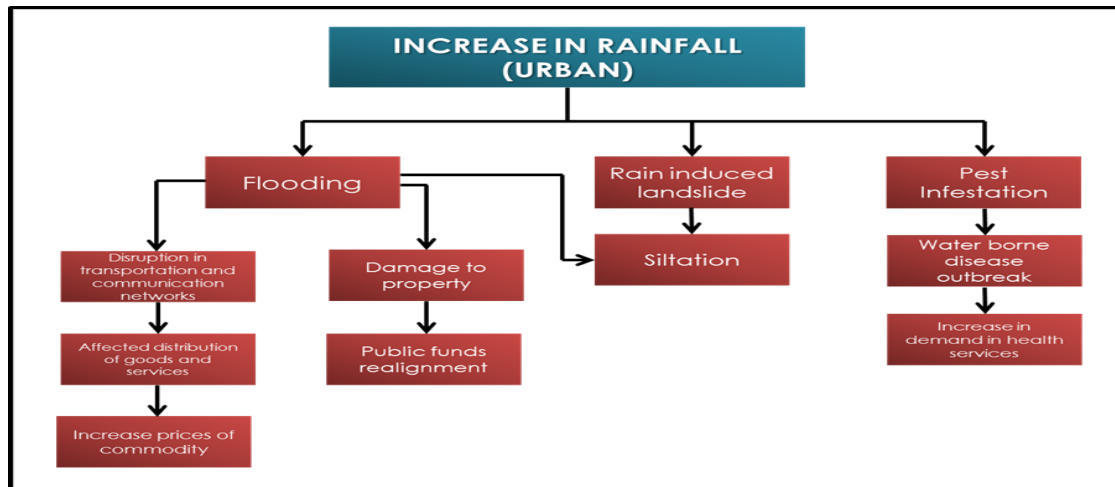 INCREASE IN RAINFALL
(URBAN)
Flooding
Rain induced
landslide
Pest
Infestation
Disruption in
transportation and
communication
networks
Damage to
property
Siltation
Water borne
disease
outbreak
Affected distribution
of goods and
services
Public funds
realignment
Increase in
demand in health
services
Increase prices of
commodity